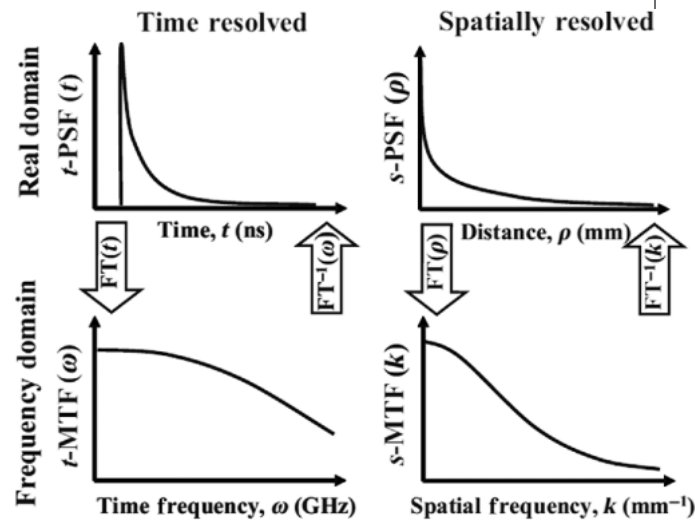 Time resolved
Spatially resolved
Real domain
t-PSF (t)
Time, t (ns)
s-PSF (ρ)
Distance, ρ (mm)
FT(t)
FT⁻¹(ω)
FT(ρ)
FT⁻¹(k)
Frequency domain
t-MTF (ω)
Time frequency, ω (GHz)
s-MTF (k)
Spatial frequency, k (mm⁻¹)